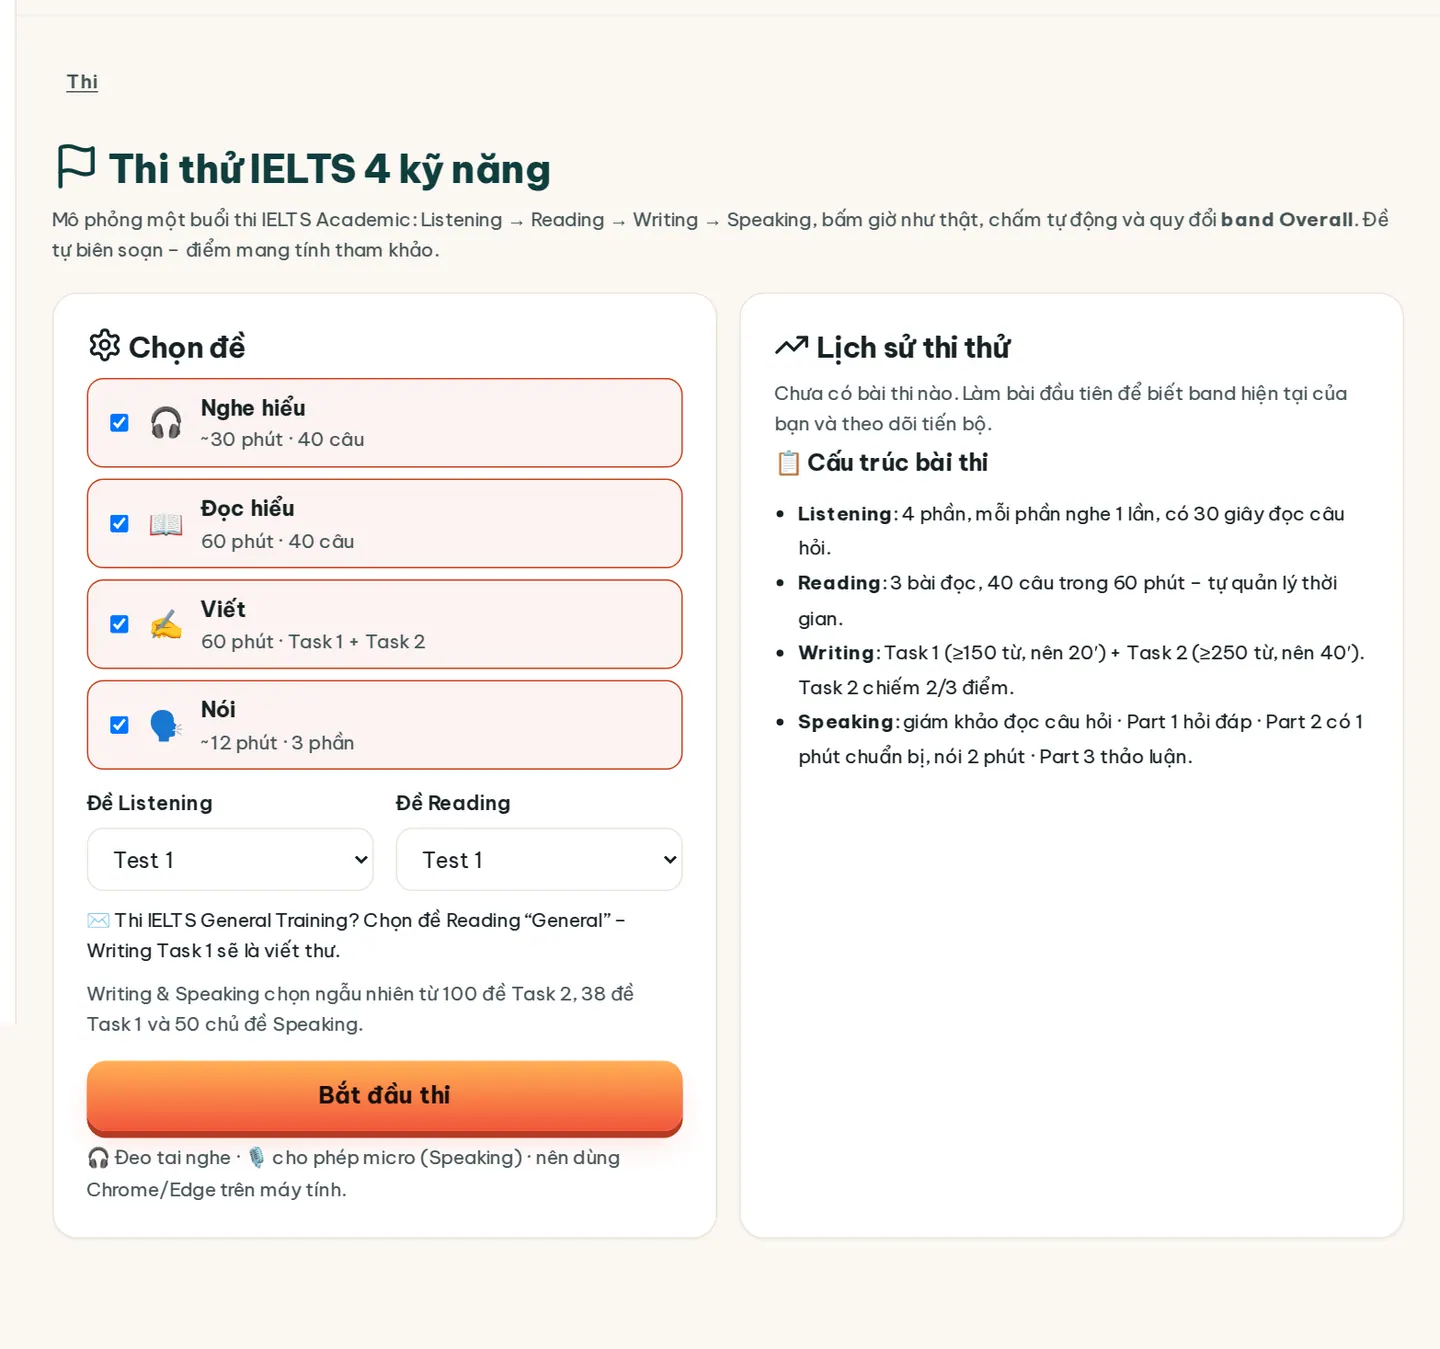 Thi
Thi thử IELTS 4 kỹ năng
Mô phỏng một buổi thi IELTS Academic: Listening → Reading → Writing → Speaking, bấm giờ như thật, chấm tự động và quy đổi band Overall. Đề
tự biên soạn – điểm mang tính tham khảo.
Chọn đề
Nghe hiểu
~30 phút · 40 câu
Đọc hiểu
60 phút · 40 câu
Viết
60 phút · Task 1 + Task 2
Nói
~12 phút · 3 phần
Đề Listening
Đề Reading
Test 1
Test 1
✉️ Thi IELTS General Training? Chọn đề Reading “General” –
Writing Task 1 sẽ là viết thư.
Writing & Speaking chọn ngẫu nhiên từ 100 đề Task 2, 38 đề
Task 1 và 50 chủ đề Speaking.
Bắt đầu thi
🎧 Đeo tai nghe · 🎙️ cho phép micro (Speaking) · nên dùng
Chrome/Edge trên máy tính.
Lịch sử thi thử
Chưa có bài thi nào. Làm bài đầu tiên để biết band hiện tại của
bạn và theo dõi tiến bộ.
📋 Cấu trúc bài thi
• Listening: 4 phần, mỗi phần nghe 1 lần, có 30 giây đọc câu
hỏi.
• Reading: 3 bài đọc, 40 câu trong 60 phút – tự quản lý thời
gian.
• Writing: Task 1 (≥150 từ, nên 20′) + Task 2 (≥250 từ, nên 40′).
Task 2 chiếm 2/3 điểm.
• Speaking: giám khảo đọc câu hỏi · Part 1 hỏi đáp · Part 2 có 1
phút chuẩn bị, nói 2 phút · Part 3 thảo luận.